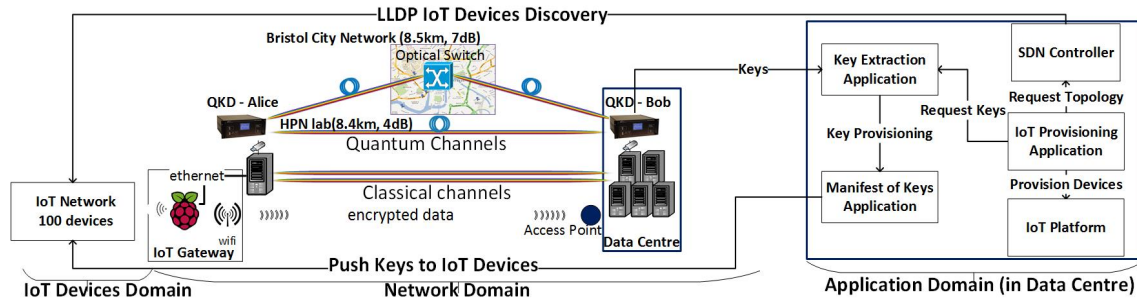 LLDP IoT Devices Discovery
Bristol City Network (8.5km, 7dB)
Optical Switch
QKD - Alice
QKD - Bob
HPN lab(8.4km, 4dB)
Quantum Channels
ethernet
Classical channels
encrypted data
wifi
IoT Gateway
Access Point
Data Centre
IoT Network
100 devices
Push Keys to IoT Devices
IoT Devices Domain
Network Domain
Keys
Key Extraction
Application
SDN Controller
Request Keys
Request Topology
Key Provisioning
IoT Provisioning
Application
Manifest of Keys
Application
Provision Devices
IoT Platform
Application Domain (in Data Centre)